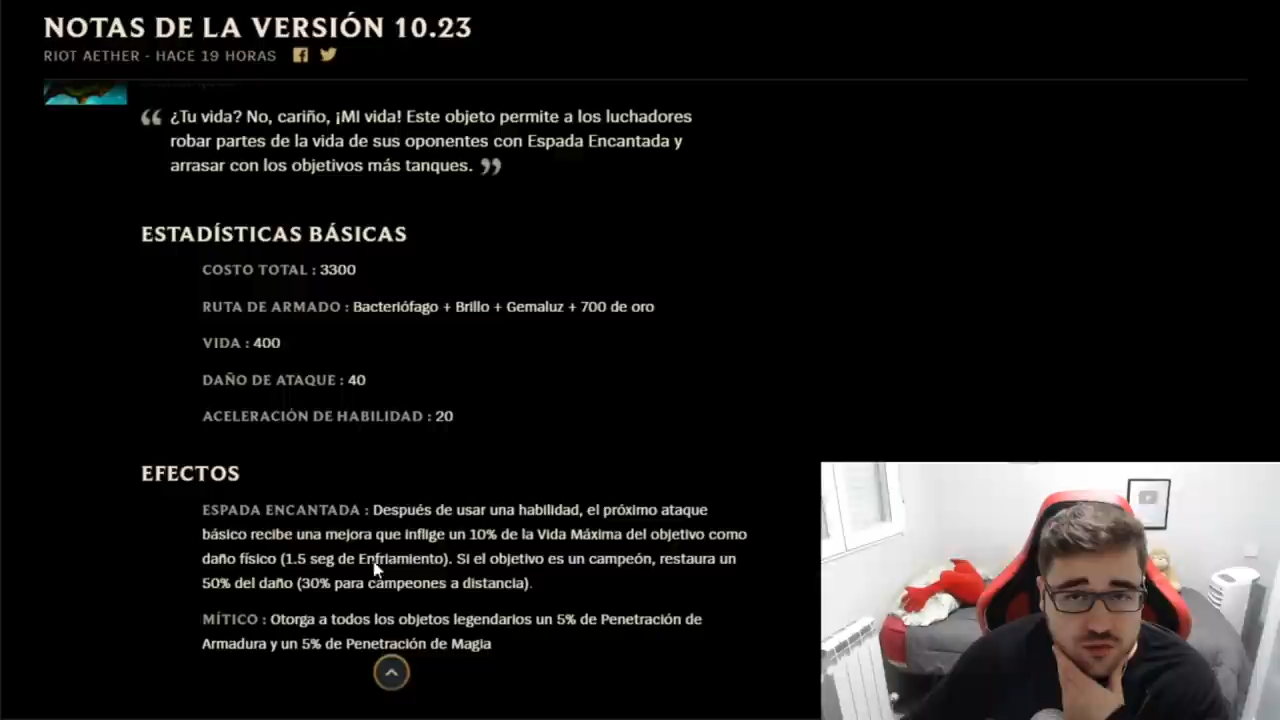 NOTAS DE LA VERSIÓN 10.23
RIOT AETHER - HACE 19 HORAS
“ ¿Tu vida? No, cariño, ¡MI vida! Este objeto permite a los luchadores
robar partes de la vida de sus oponentes con Espada Encantada y
arrasar con los objetivos más tanques. ”
ESTADÍSTICAS BÁSICAS
COSTO TOTAL : 3300
RUTA DE ARMADO : Bacteriófago + Brillo + Gemaluz + 700 de oro
VIDA : 400
DAÑO DE ATAQUE : 40
ACELERACIÓN DE HABILIDAD : 20
EFECTOS
ESPADA ENCANTADA : Después de usar una habilidad, el próximo ataque
básico recibe una mejora que inflige un 10% de la Vida Máxima del objetivo como
daño físico (1.5 seg de Enfriamiento). Si el objetivo es un campeón, restaura un
50% del daño (30% para campeones a distancia).
MÍTICO : Otorga a todos los objetos legendarios un 5% de Penetración de
Armadura y un 5% de Penetración de Magia